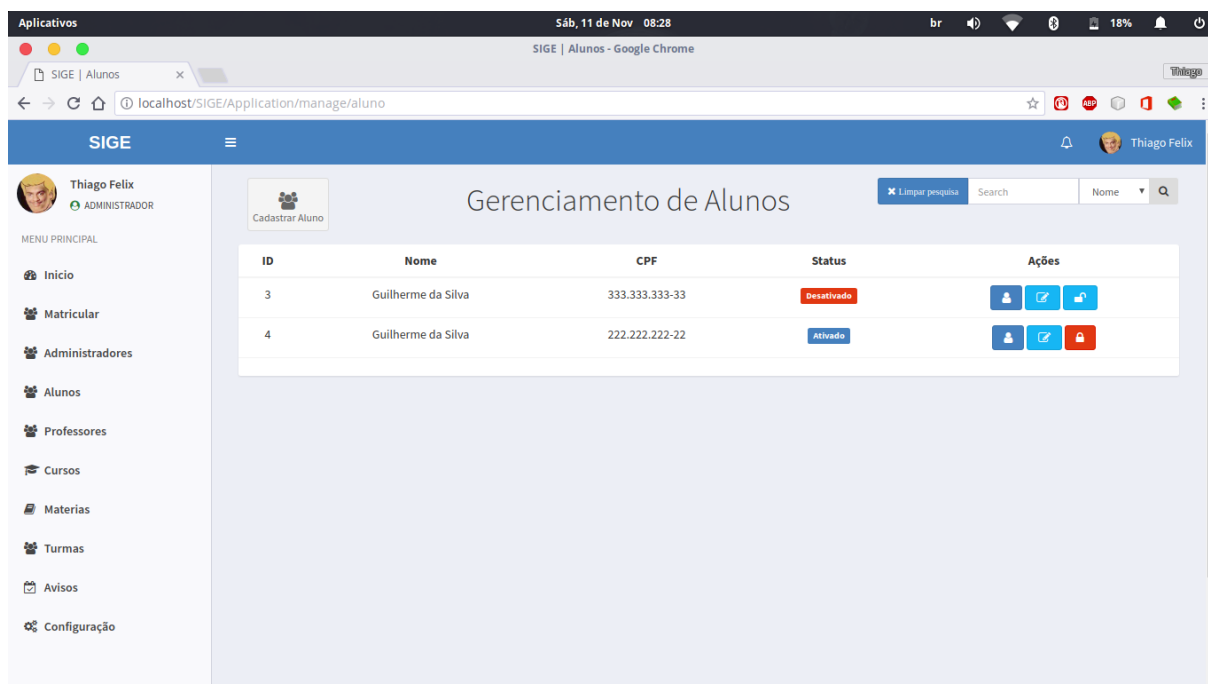 Aplicativos Sáb, 11 de Nov 08:28 br 18%
SIGE | Alunos - Google Chrome
SIGE | Alunos × Thiago
localhost/SIGE/Application/manage/aluno ABP
SIGE Thiago Felix
Thiago Felix
ADMINISTRADOR
MENU PRINCIPAL
Inicio
Matricular
Administradores
Alunos
Professores
Cursos
Materias
Turmas
Avisos
Configuração
Cadastrar Aluno
Gerenciamento de Alunos
Limpar pesquisa Search Nome
ID Nome CPF Status Ações
3 Guilherme da Silva 333.333.333-33 Desativado
4 Guilherme da Silva 222.222.222-22 Ativado